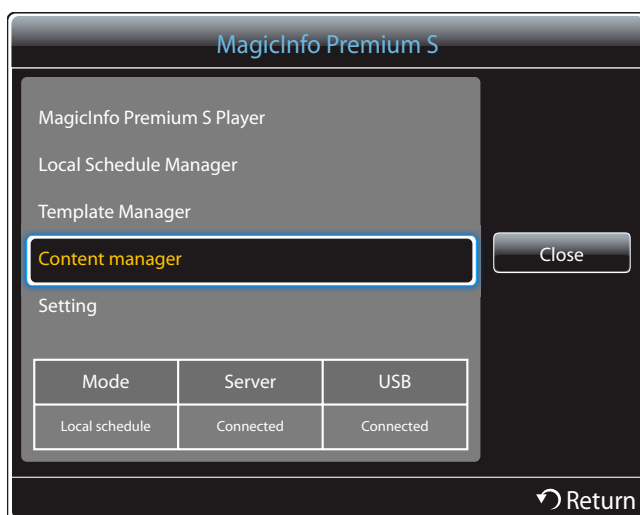 MagicInfo Premium S
MagicInfo Premium S Player
Local Schedule Manager
Template Manager
Content manager
Close
Setting
Mode Server USB
Local schedule Connected Connected
Return